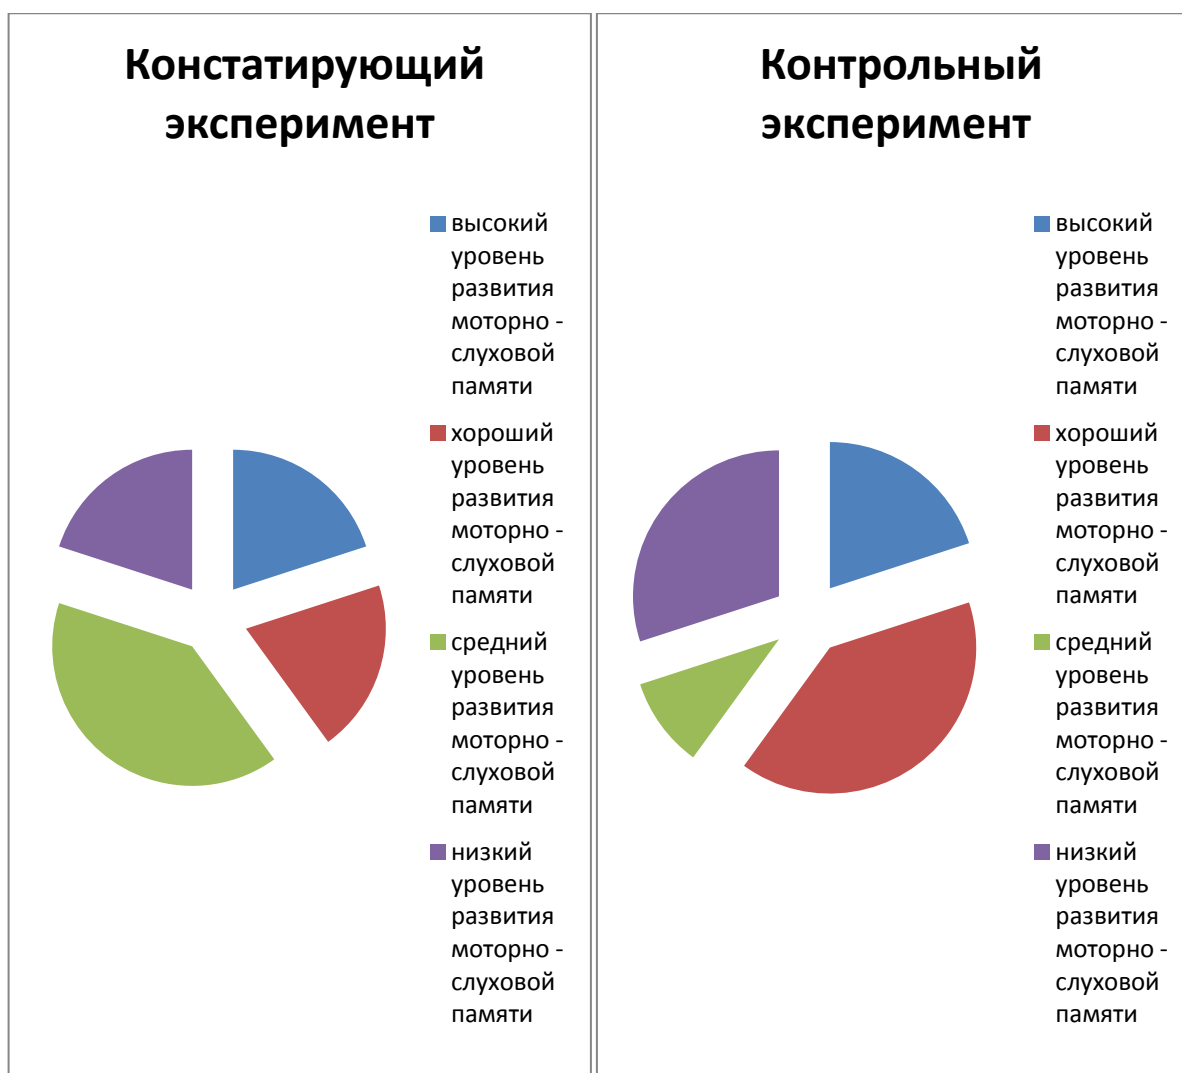 Констатирующий
эксперимент
высокий
уровень
развития
моторно -
слуховой
памяти
хороший
уровень
развития
моторно -
слуховой
памяти
средний
уровень
развития
моторно -
слуховой
памяти
низкий
уровень
развития
моторно -
слуховой
памяти
Контрольный
эксперимент
высокий
уровень
развития
моторно -
слуховой
памяти
хороший
уровень
развития
моторно -
слуховой
памяти
средний
уровень
развития
моторно -
слуховой
памяти
низкий
уровень
развития
моторно -
слуховой
памяти